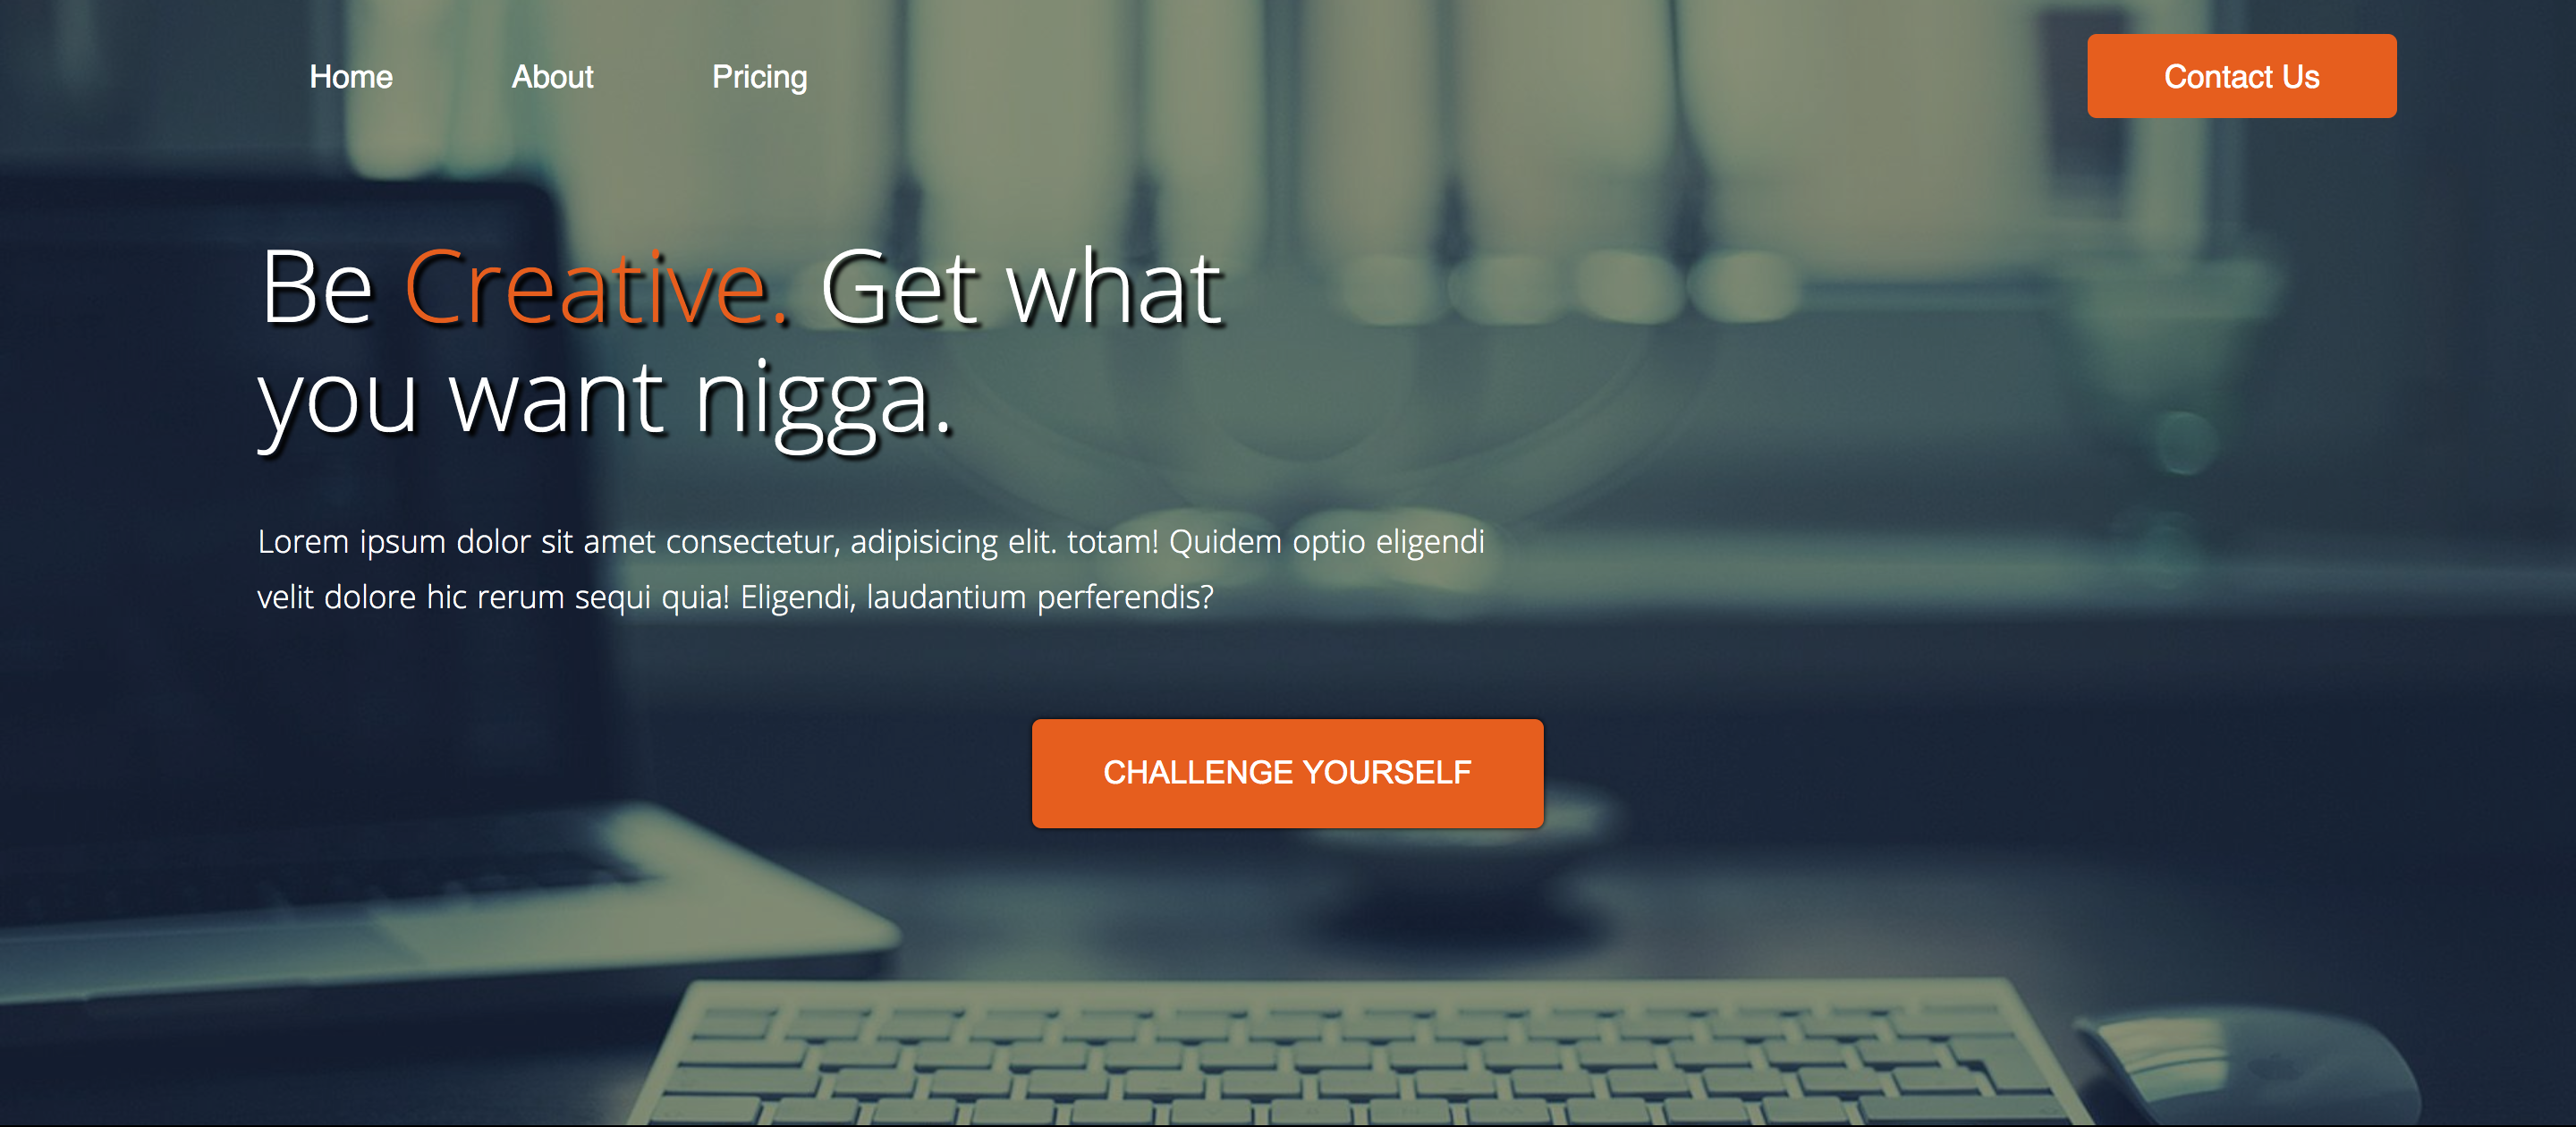 Home About Pricing Contact Us
Be Creative. Get what
you want nigga.
Lorem ipsum dolor sit amet consectetur, adipisicing elit. totam! Quidem optio eligendi
velit dolore hic rerum sequi quia! Eligendi, laudantium perferendis?
CHALLENGE YOURSELF